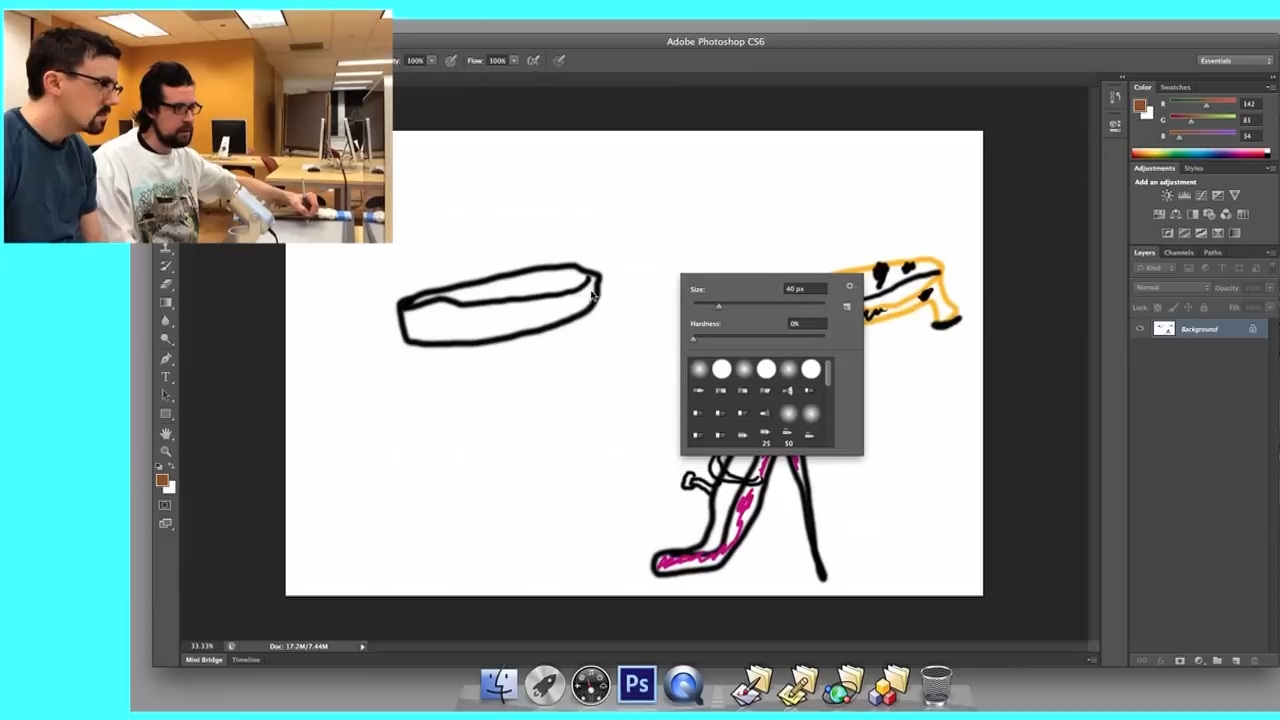 Adobe Photoshop CS6
100%
Flow: 100%
Essentials
Color
Swatches
R
142
G
81
B
34
Adjustments
Styles
Add an adjustment
Size:
40 px
Hardness:
0%
25
50
Layers
Channels
Paths
Kind
Normal
Opacity:
Lock:
Fill:
Background
T
33.33%
Doc: 17.2M/7.44M
Mini Bridge
Timeline
Ps